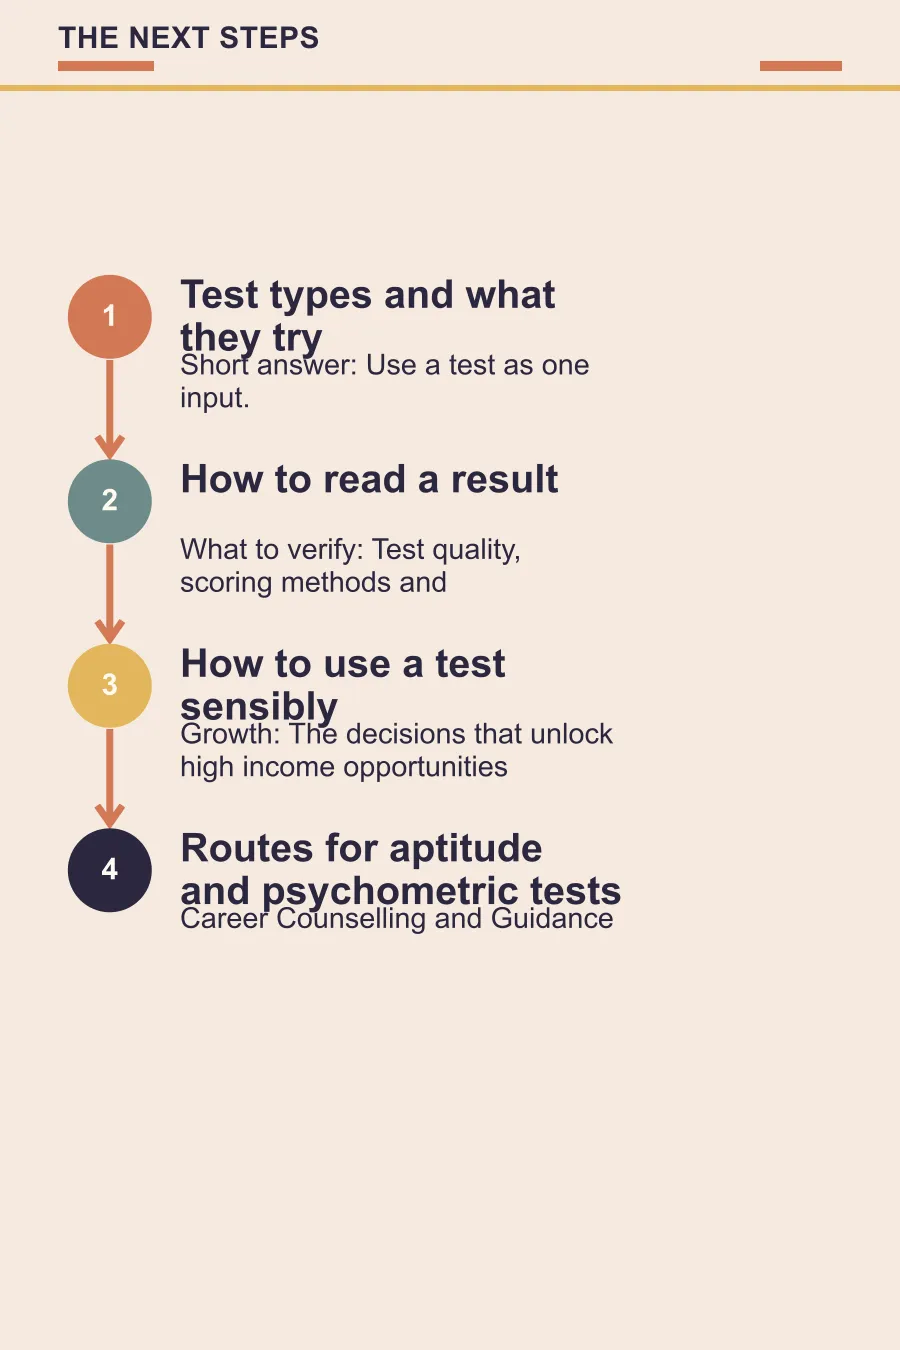 THE NEXT STEPS
1
Test types and what
they try
Short answer: Use a test as one
input.
2
How to read a result
What to verify: Test quality,
scoring methods and
3
How to use a test
sensibly
Growth: The decisions that unlock
high income opportunities
4
Routes for aptitude
and psychometric tests
Career Counselling and Guidance